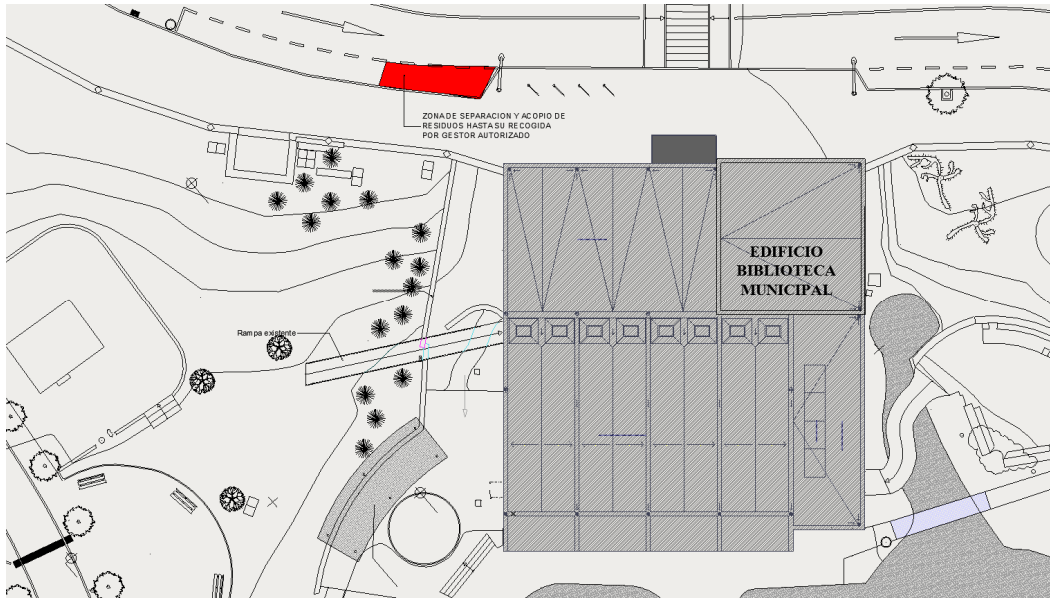 ZONA DE SEPARACION Y ACOPIO DE
RESIDUOS HASTA SU RECOGIDA
POR GESTOR AUTORIZADO
EDIFICIO
BIBLIOTECA
MUNICIPAL
Rampa existente